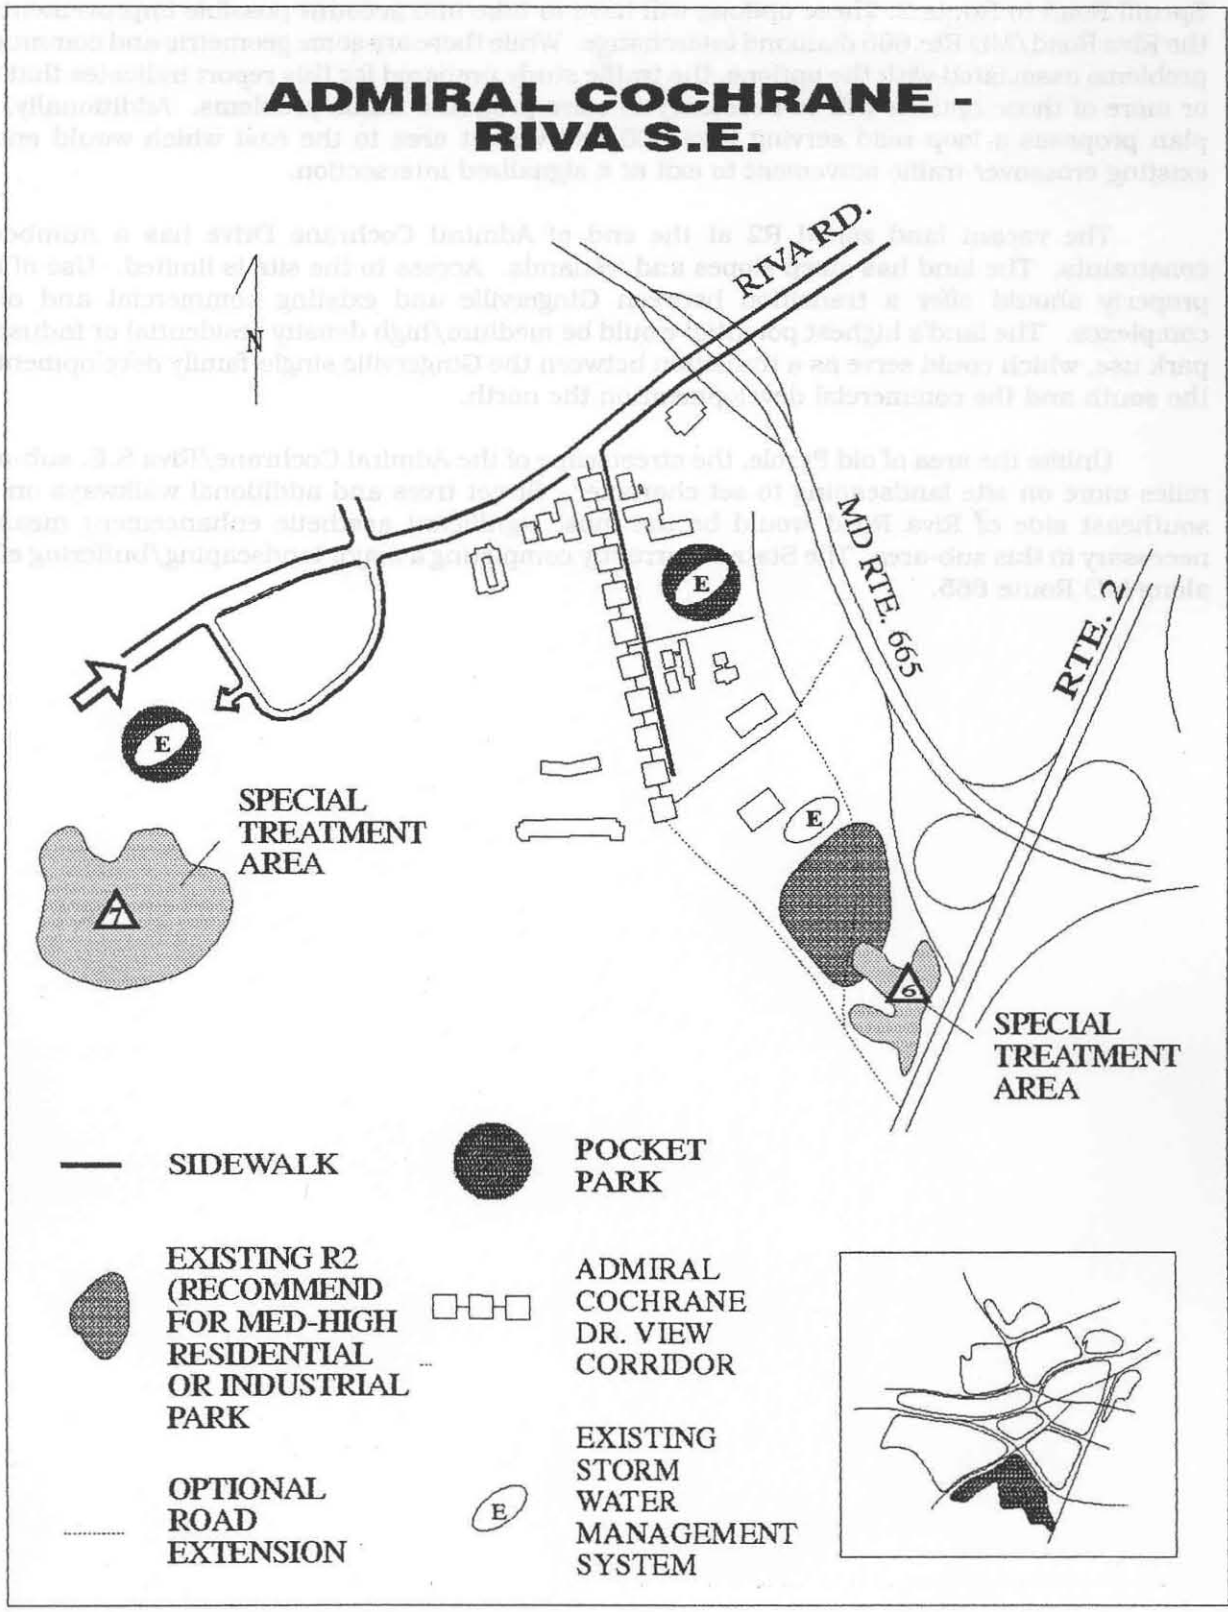 ADMIRAL COCHRANE -
RIVA S.E.
RIVA RD.
N
MD RTE. 665
RTE. 2
E
E
SPECIAL
TREATMENT
AREA
7
E
6
SPECIAL
TREATMENT
AREA
SIDEWALK
POCKET
PARK
EXISTING R2
(RECOMMEND
FOR MED-HIGH
RESIDENTIAL
OR INDUSTRIAL
PARK
ADMIRAL
COCHRANE
DR. VIEW
CORRIDOR
OPTIONAL
ROAD
EXTENSION
E
EXISTING
STORM
WATER
MANAGEMENT
SYSTEM